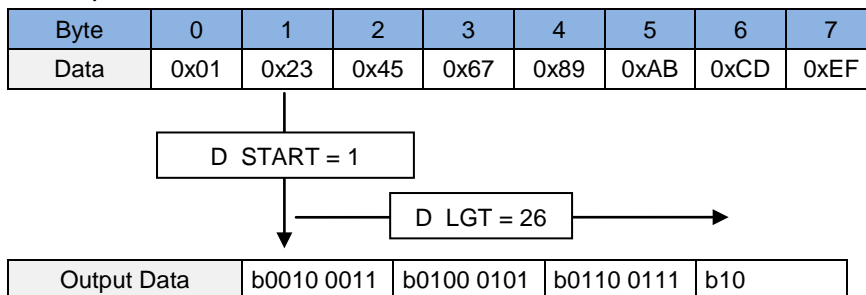 Byte 0 1 2 3 4 5 6 7
Data 0x01 0x23 0x45 0x67 0x89 0xAB 0xCD 0xEF
D START = 1
D LGT = 26
Output Data b0010 0011 b0100 0101 b0110 0111 b10